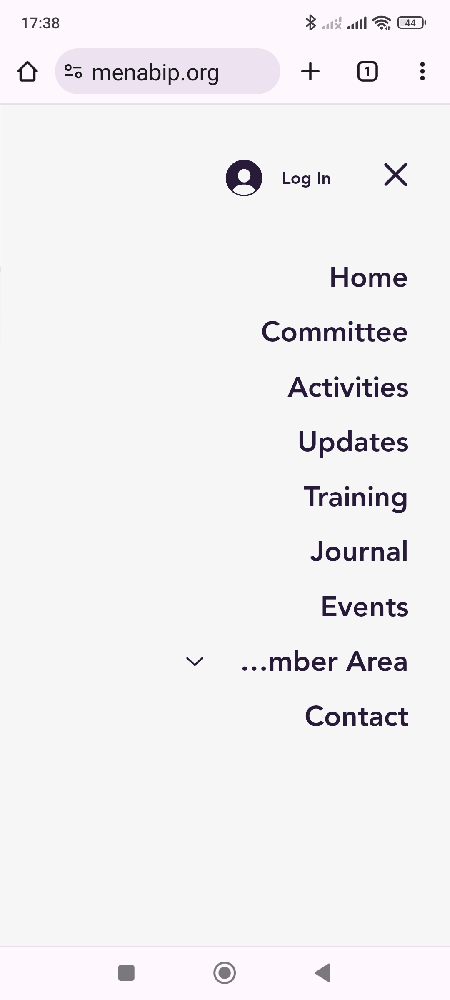 17:38
44
menabip.org
1
Log In
Home
Committee
Activities
Updates
Training
Journal
Events
...mber Area
Contact